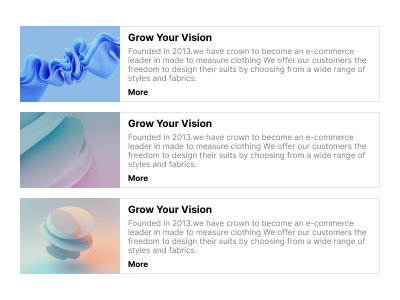 Grow Your Vision
Founded in 2013.we have crown to become an e-commerce
leader in made to measure clothing We offer our customers the
freedom to design their suits by choosing from a wide range of
styles and fabrics.
More
Grow Your Vision
Founded in 2013.we have crown to become an e-commerce
leader in made to measure clothing We offer our customers the
freedom to design their suits by choosing from a wide range of
styles and fabrics.
More
Grow Your Vision
Founded in 2013.we have crown to become an e-commerce
leader in made to measure clothing We offer our customers the
freedom to design their suits by choosing from a wide range of
styles and fabrics.
More